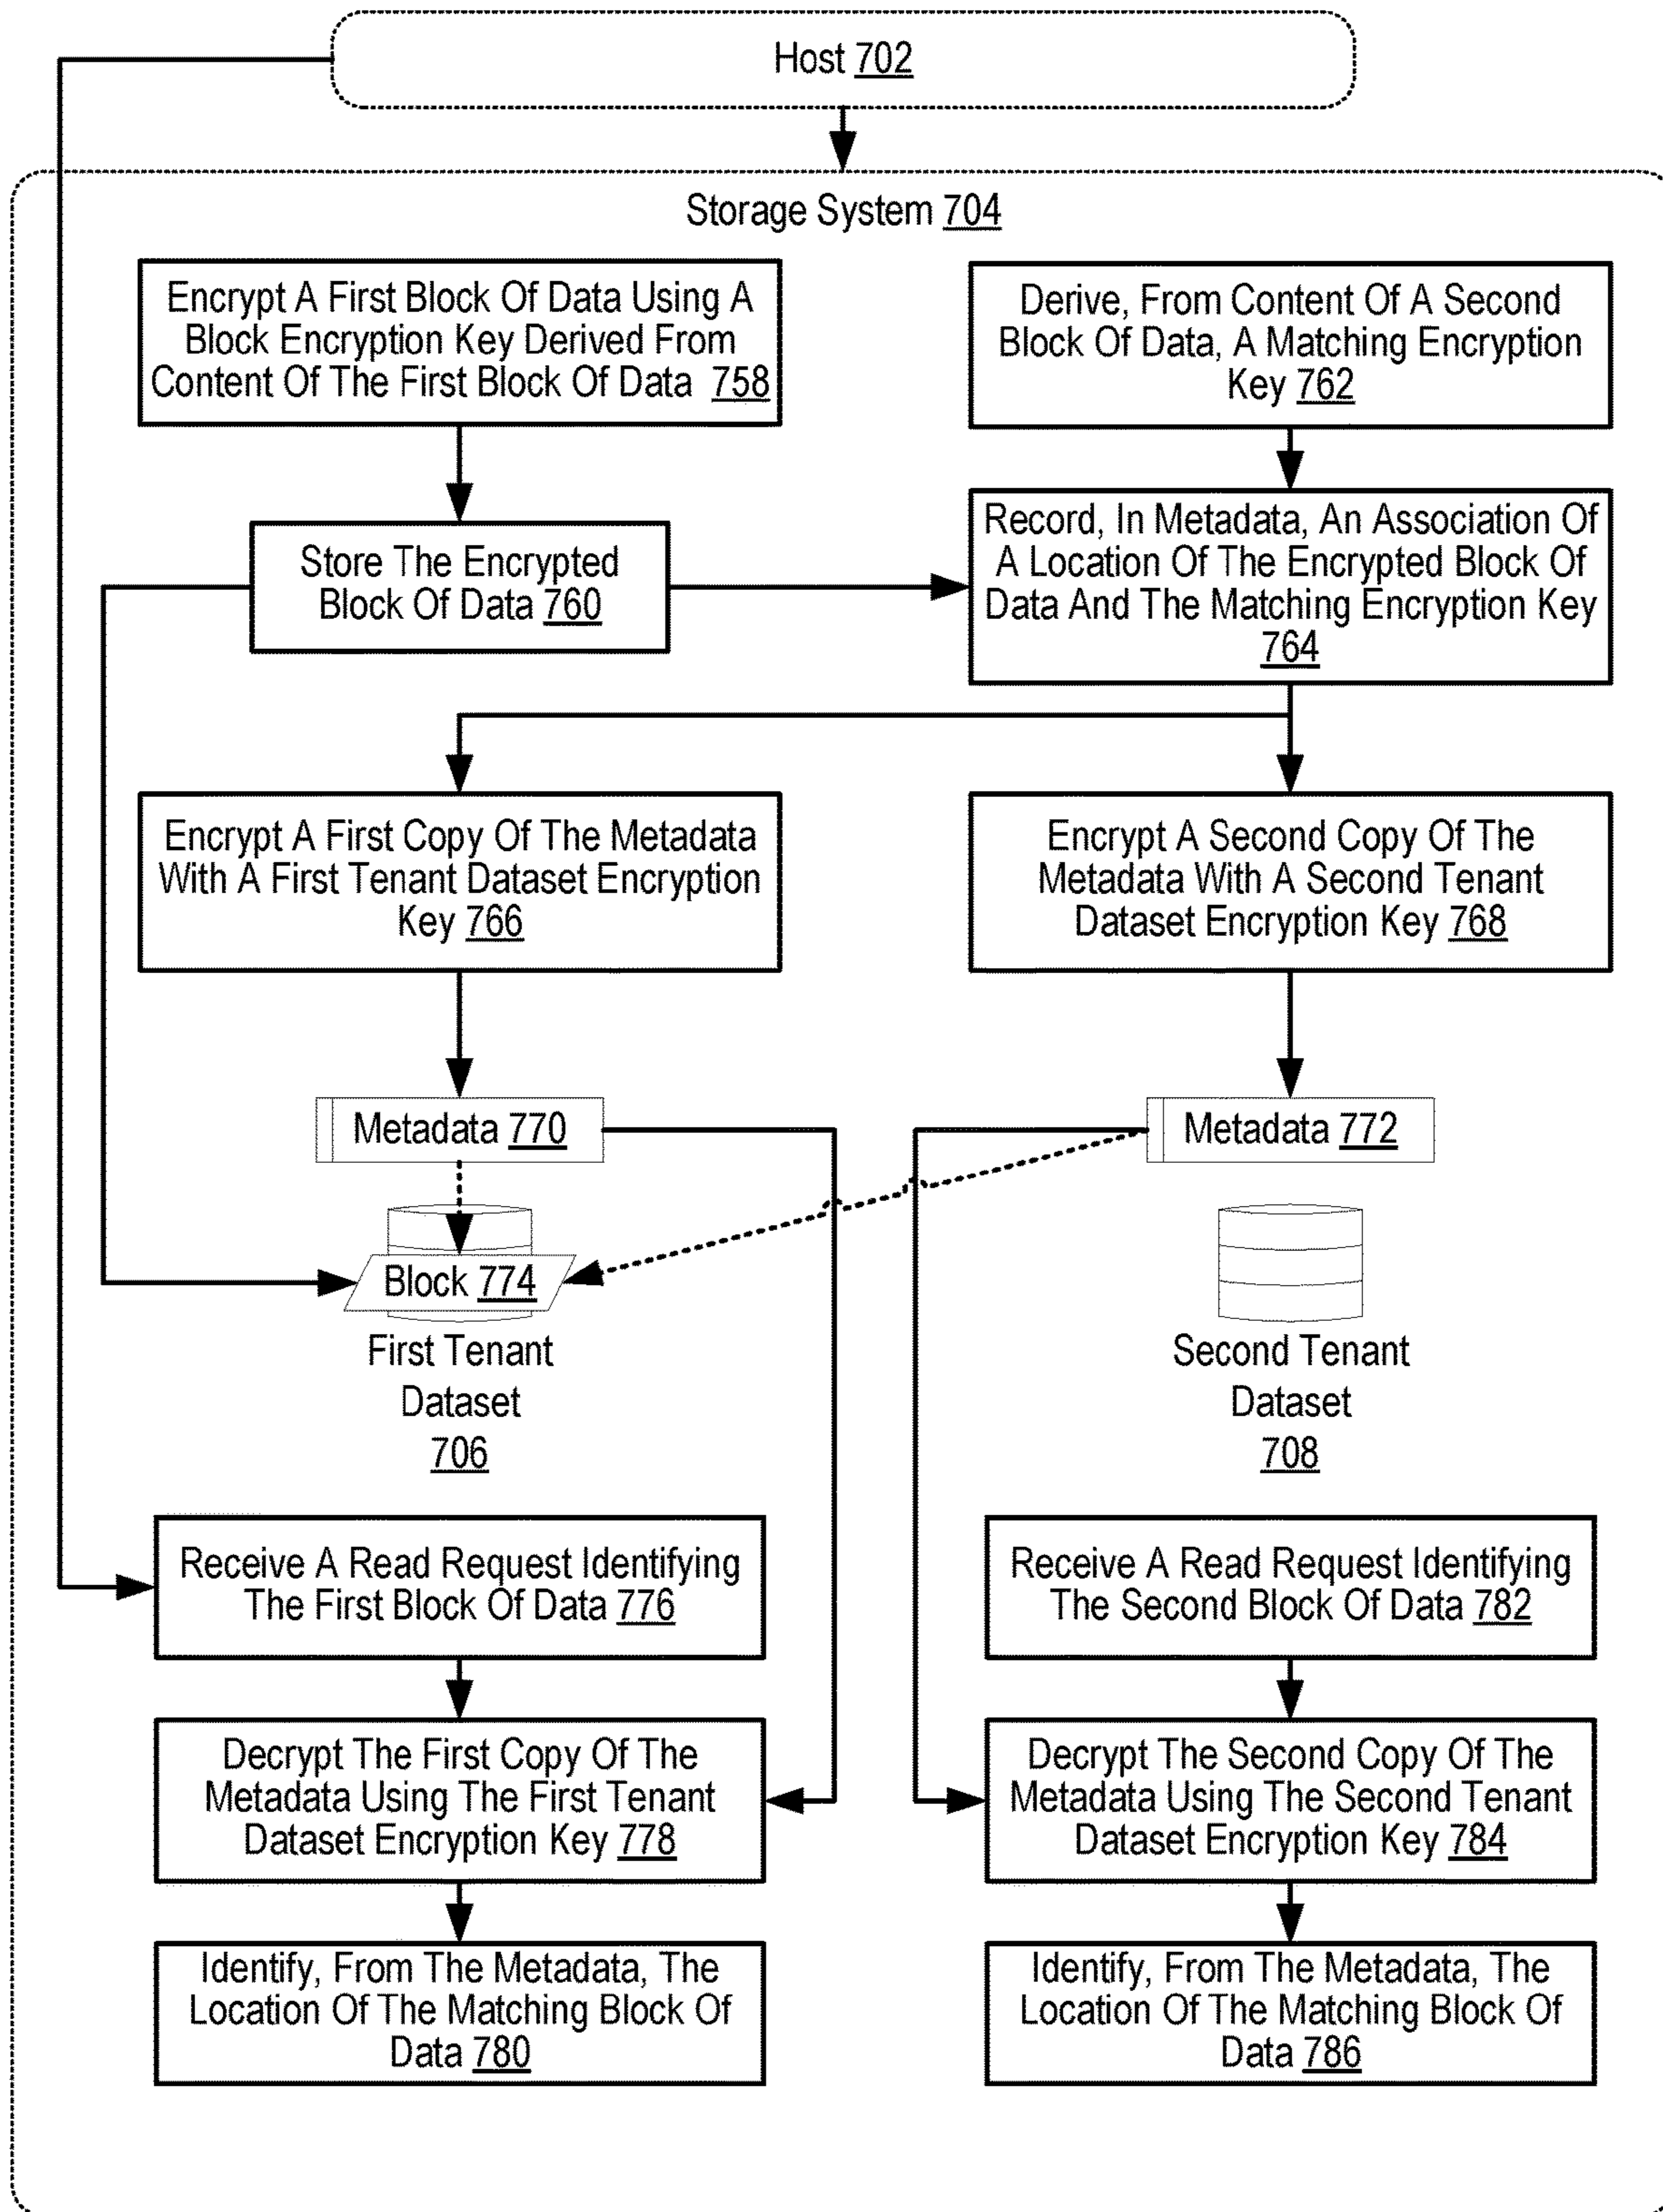 Host 702
Storage System 704
Encrypt A First Block Of Data Using A
Block Encryption Key Derived From
Content Of The First Block Of Data 758
Derive, From Content Of A Second
Block Of Data, A Matching Encryption
Key 762
Store The Encrypted
Block Of Data 760
Record, In Metadata, An Association Of
A Location Of The Encrypted Block Of
Data And The Matching Encryption Key
764
Encrypt A First Copy Of The Metadata
With A First Tenant Dataset Encryption
Key 766
Encrypt A Second Copy Of The
Metadata With A Second Tenant
Dataset Encryption Key 768
Metadata 770
Metadata 772
Block 774
First Tenant
Dataset
706
Second Tenant
Dataset
708
Receive A Read Request Identifying
The First Block Of Data 776
Receive A Read Request Identifying
The Second Block Of Data 782
Decrypt The First Copy Of The
Metadata Using The First Tenant
Dataset Encryption Key 778
Decrypt The Second Copy Of The
Metadata Using The Second Tenant
Dataset Encryption Key 784
Identify, From The Metadata, The
Location Of The Matching Block Of
Data 780
Identify, From The Metadata, The
Location Of The Matching Block Of
Data 786